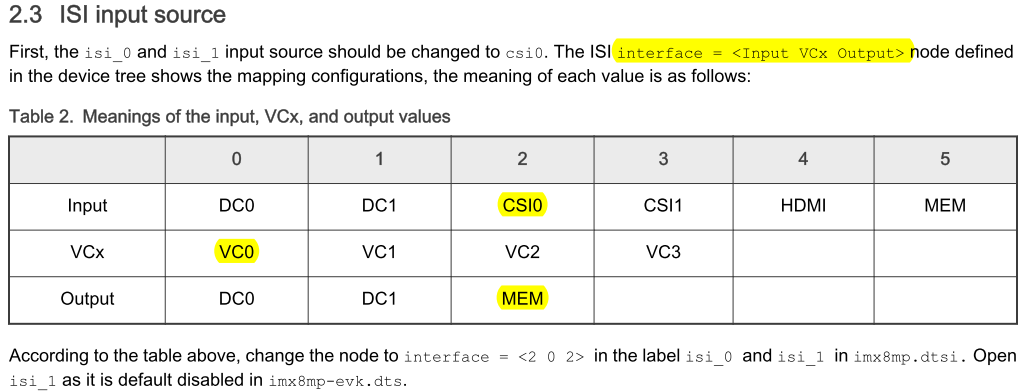 2.3 ISI input source
First, the isi_0 and isi_1 input source should be changed to csi0. The ISI interface = <Input VCx Output> node defined
in the device tree shows the mapping configurations, the meaning of each value is as follows:
Table 2. Meanings of the input, VCx, and output values
0 1 2 3 4 5
Input DC0 DC1 CSI0 CSI1 HDMI MEM
VCx VC0 VC1 VC2 VC3
Output DC0 DC1 MEM
According to the table above, change the node to interface = <2 0 2> in the label isi_0 and isi_1 in imx8mp.dtsi. Open
isi_1 as it is default disabled in imx8mp-evk.dts.